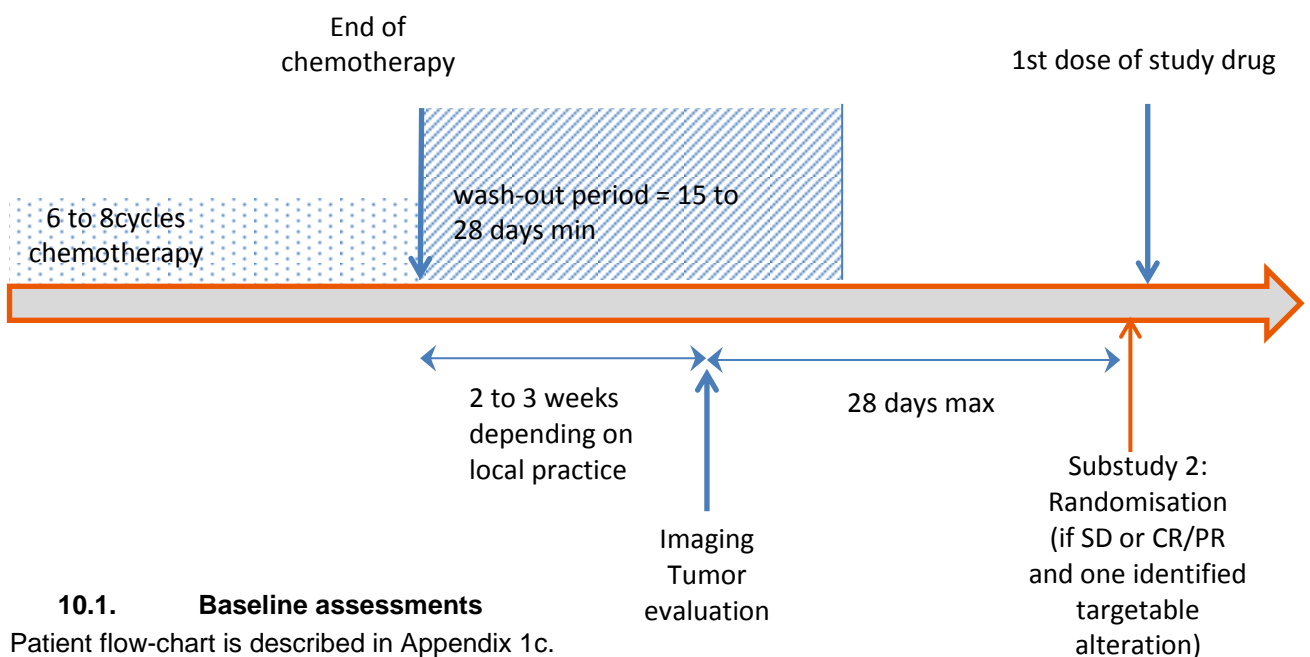 End of
chemotherapy
1st dose of study drug
6 to 8cycles
chemotherapy
wash-out period = 15 to
28 days min
2 to 3 weeks
depending on
local practice
28 days max
Imaging
Tumor
evaluation
Substudy 2:
Randomisation
(if SD or CR/PR
and one identified
targetable
alteration)
10.1. Baseline assessments
Patient flow-chart is described in Appendix 1c.